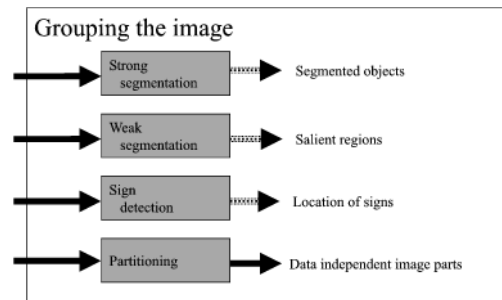 Grouping the image
Strong
segmentation
Segmented objects
Weak
segmentation
Salient regions
Sign
detection
Location of signs
Partitioning
Data independent image parts